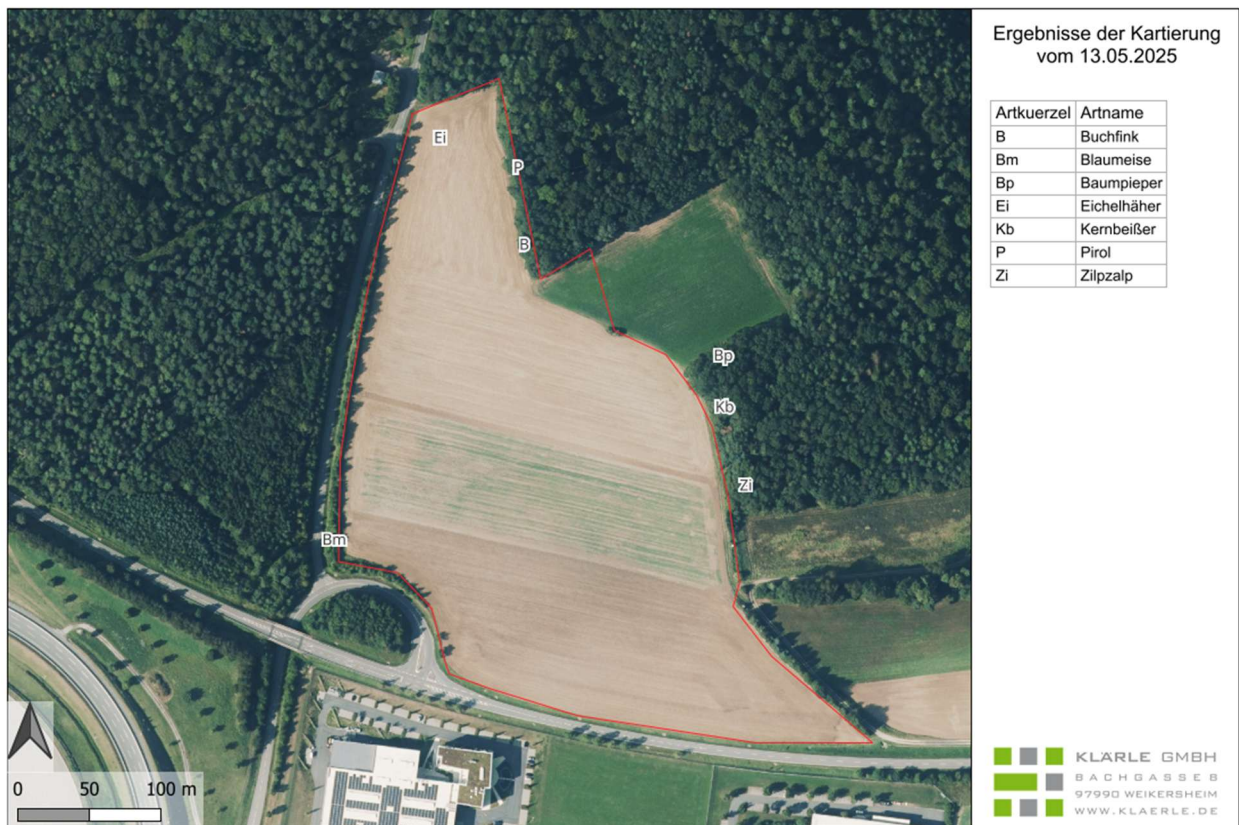 Ergebnisse der Kartierung
vom 13.05.2025
Artkuerzel Artname
B Buchfink
Bm Blaumeise
Bp Baumpieper
Ei Eichelhäher
Kb Kernbeißer
P Pirol
Zi Zilpzalp
Ei
P
B
Bp
Kb
Zi
Bm
0 50 100 m
KLÄRLE GMBH
BACHGASSE 8
97990 WEIKERSHEIM
WWW.KLAERLE.DE